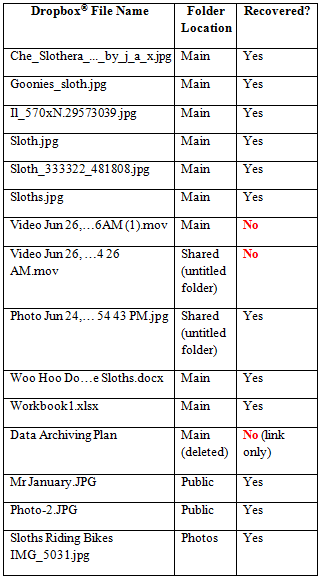 Dropbox® File Name Folder Location Recovered?
Che_Slothera_..._by_j_a_x.jpg Main Yes
Goonies_sloth.jpg Main Yes
Il_570xN.29573039.jpg Main Yes
Sloth.jpg Main Yes
Sloth_333322_481808.jpg Main Yes
Sloths.jpg Main Yes
Video Jun 26,…6AM (1).mov Main No
Video Jun 26, …4 26 AM.mov Shared (untitled folder) No
Photo Jun 24,… 54 43 PM.jpg Shared (untitled folder) Yes
Woo Hoo Do…e Sloths.docx Main Yes
Workbook1.xlsx Main Yes
Data Archiving Plan Main (deleted) No (link only)
Mr January.JPG Public Yes
Photo-2.JPG Public Yes
Sloths Riding Bikes IMG_5031.jpg Photos Yes